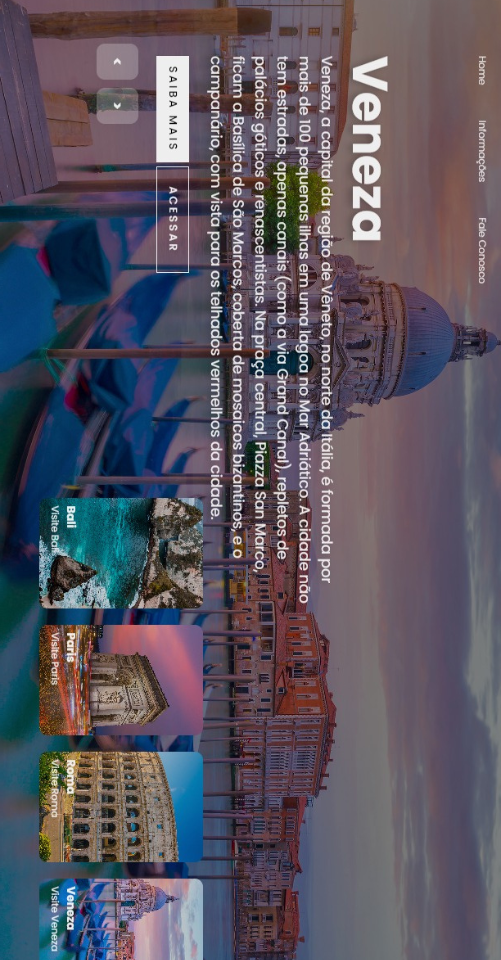 Home
Informações
Fale Conosco
Veneza
Veneza, a capital da região de Vêneto, no norte da Itália, é formada por
mais de 100 pequenas ilhas em uma lagoa no Mar Adriático. A cidade não
tem estradas, apenas canais (como a via Grand Canal), repletos de
palácios góticos e renascentistas. Na praça central, Piazza San Marco,
ficam a Basílica de São Marcos, coberta de mosaicos bizantinos, e o
campanário, com vista para os telhados vermelhos da cidade.
SAIBA MAIS
ACESSAR
Bali
Visite Bali
Paris
Visite Paris
Roma
Visite Roma
Veneza
Visite Veneza